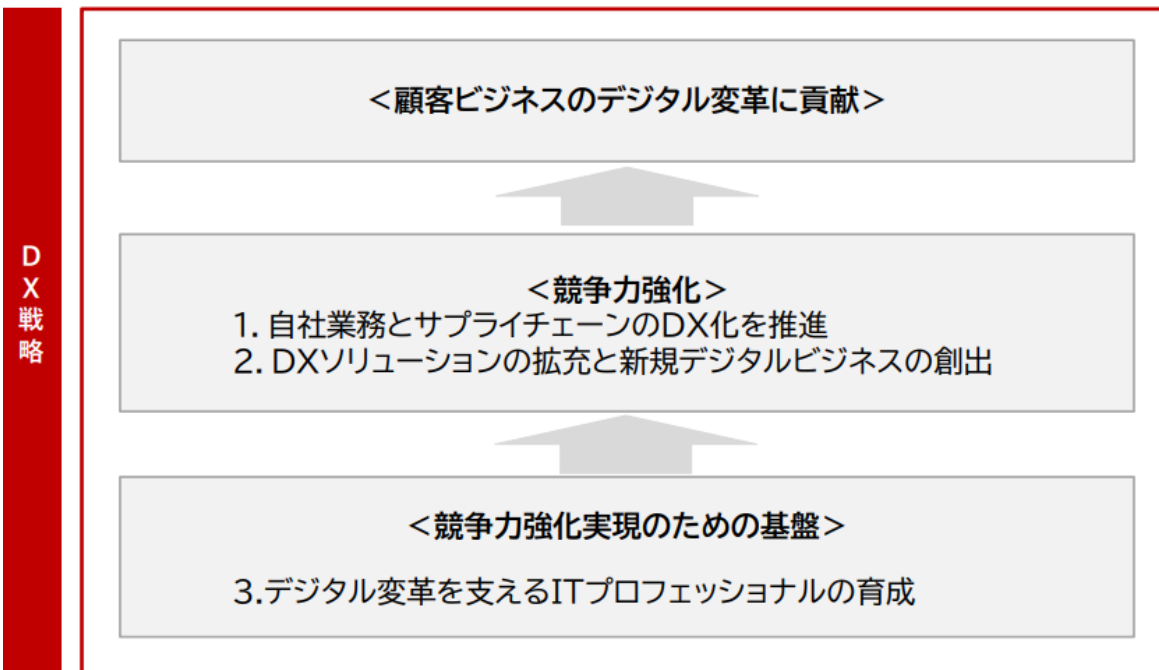 DX戦略
<顧客ビジネスのデジタル変革に貢献>
<競争力強化>
1. 自社業務とサプライチェーンのDX化を推進
2. DXソリューションの拡充と新規デジタルビジネスの創出
<競争力強化実現のための基盤>
3.デジタル変革を支えるITプロフェッショナルの育成